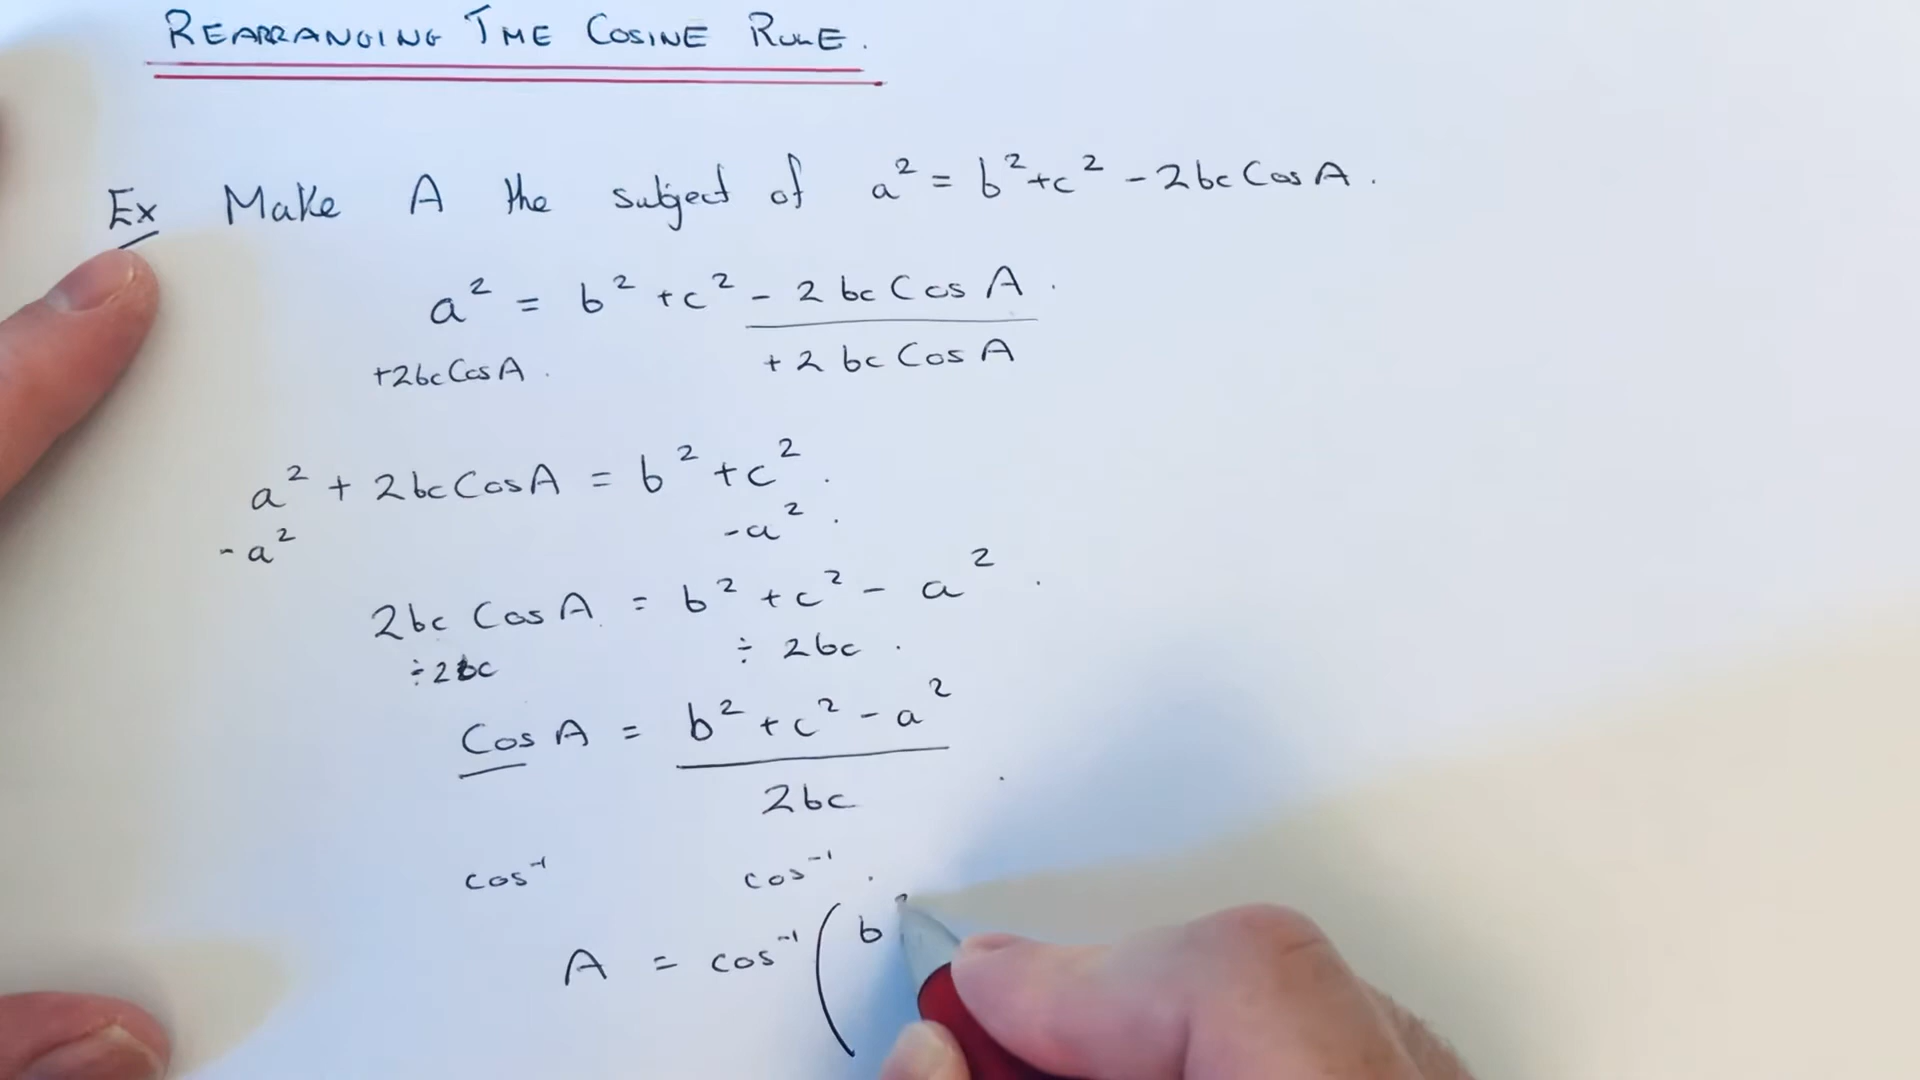 REARRANGING THE COSINE RULE.
Ex Make A the subject of a² = b² + c² - 2bc Cos A.
a² = b² + c² - 2bc Cos A.
+2bc Cos A. + 2bc Cos A
a² + 2bc Cos A = b² + c².
- a² - a².
2bc Cos A = b² + c² - a².
÷ 2bc ÷ 2bc.
Cos A = b² + c² - a² / 2bc.
cos⁻¹ cos⁻¹.
A = cos⁻¹ ( b²